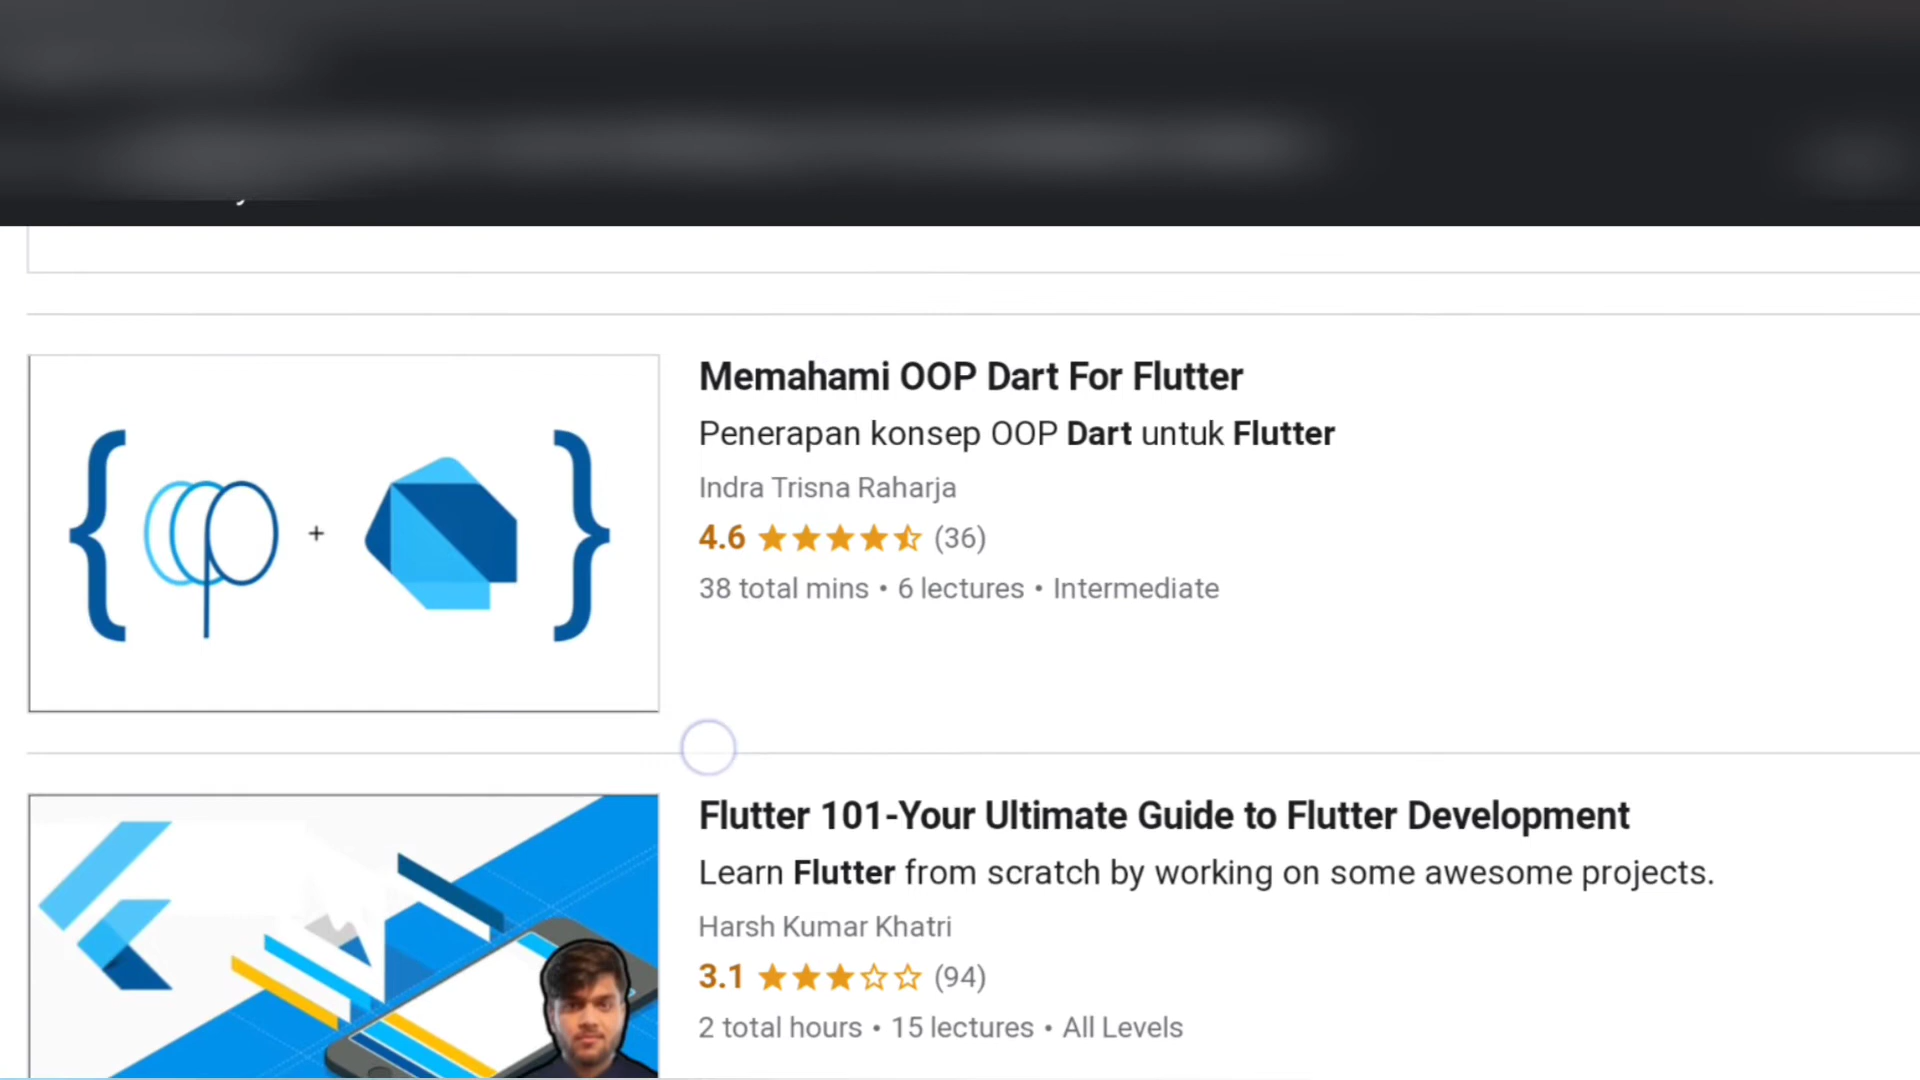 Memahami OOP Dart For Flutter
Penerapan konsep OOP Dart untuk Flutter
Indra Trisna Raharja
4.6 (36)
38 total mins • 6 lectures • Intermediate
{ + }
Flutter 101-Your Ultimate Guide to Flutter Development
Learn Flutter from scratch by working on some awesome projects.
Harsh Kumar Khatri
3.1 (94)
2 total hours • 15 lectures • All Levels